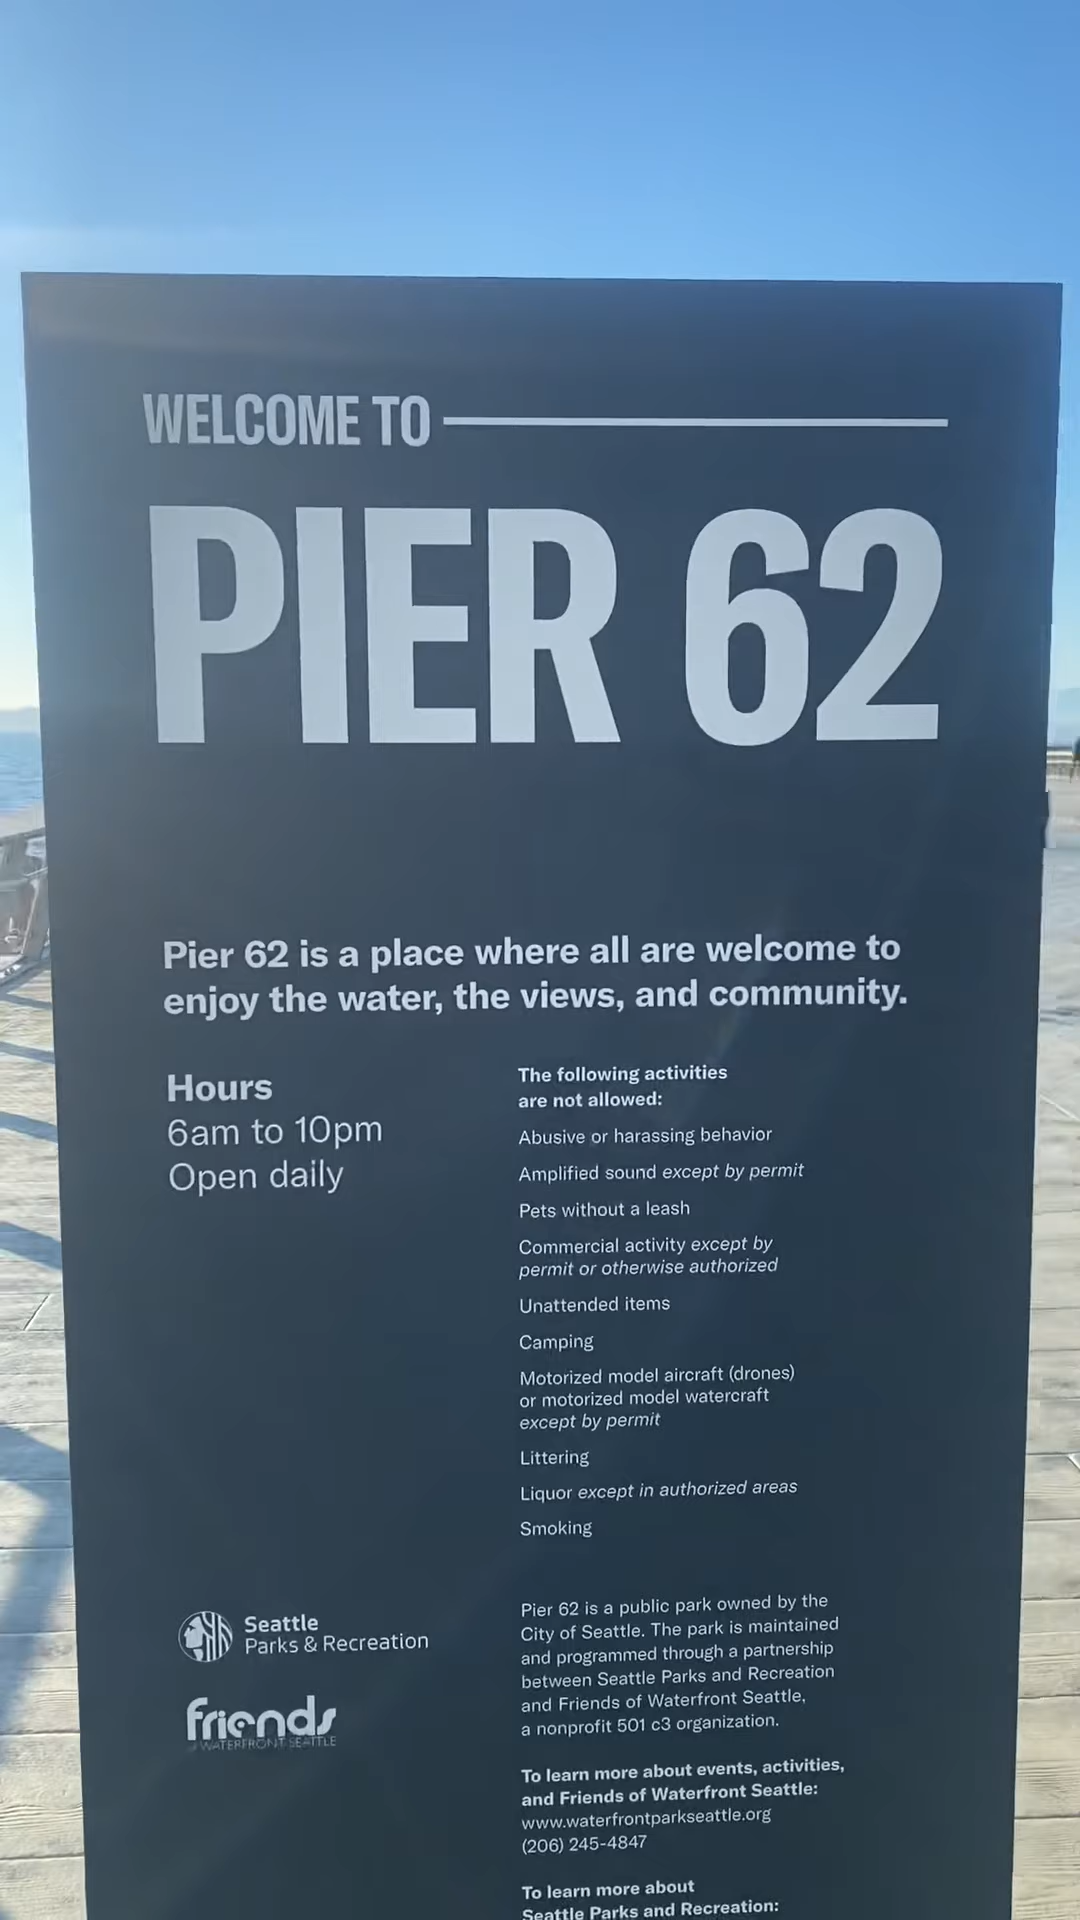 WELCOME TO
PIER 62
Pier 62 is a place where all are welcome to
enjoy the water, the views, and community.
Hours
6am to 10pm
Open daily
The following activities
are not allowed:
Abusive or harassing behavior
Amplified sound except by permit
Pets without a leash
Commercial activity except by
permit or otherwise authorized
Unattended items
Camping
Motorized model aircraft (drones)
or motorized model watercraft
except by permit
Littering
Liquor except in authorized areas
Smoking
Seattle
Parks & Recreation
friends
of WATERFRONT SEATTLE
Pier 62 is a public park owned by the
City of Seattle. The park is maintained
and programmed through a partnership
between Seattle Parks and Recreation
and Friends of Waterfront Seattle,
a nonprofit 501 c3 organization.
To learn more about events, activities,
and Friends of Waterfront Seattle:
www.waterfrontparkseattle.org
(206) 245-4847
To learn more about
Seattle Parks and Recreation: